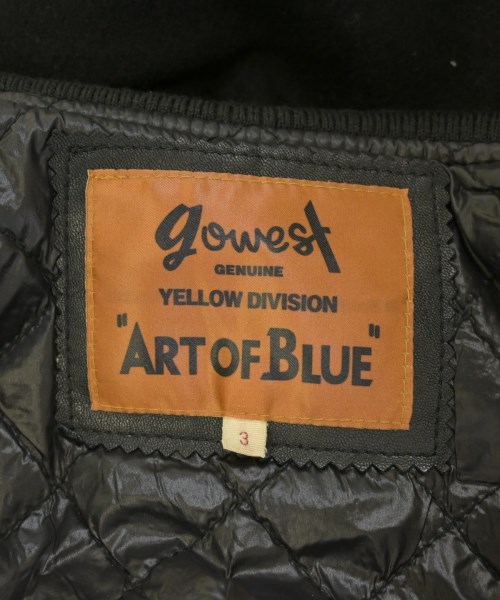 gowest
GENUINE
YELLOW DIVISION
"ART OF BLUE"
3